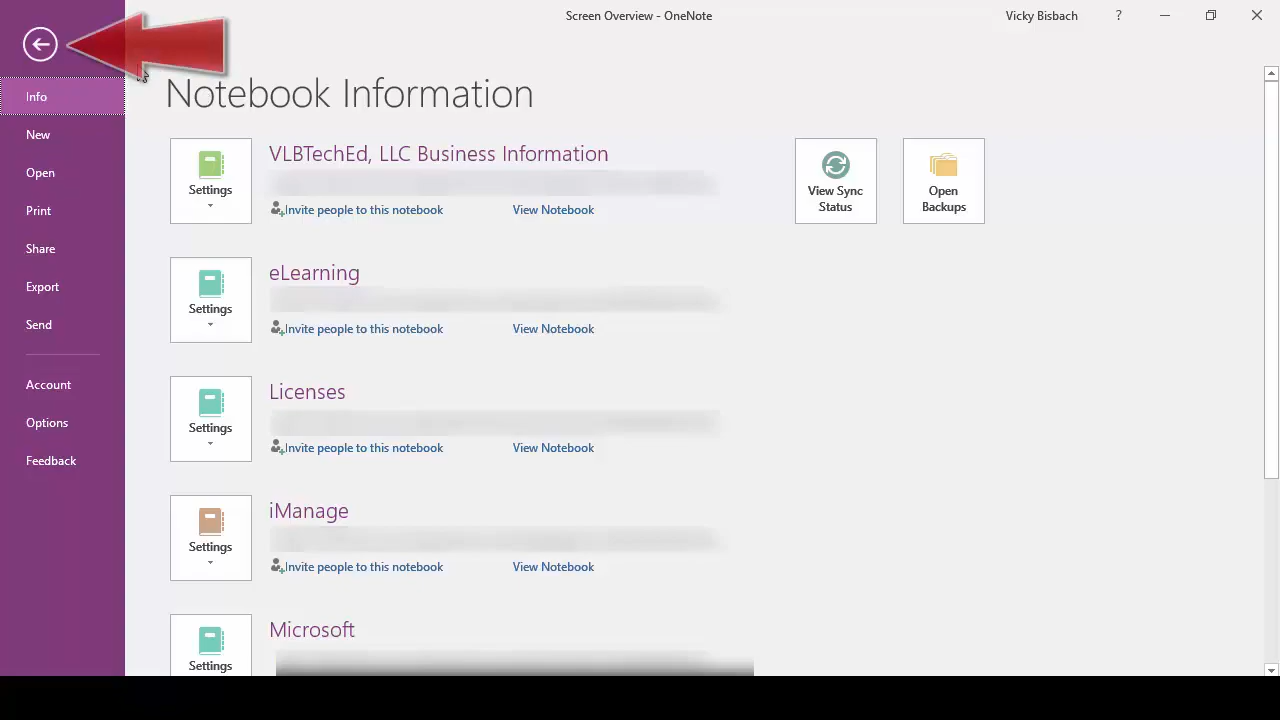 Screen Overview - OneNote
Vicky Bisbach
?
Info
New
Open
Print
Share
Export
Send
Account
Options
Feedback
Notebook Information
Settings
VLBTechEd, LLC Business Information
Invite people to this notebook
View Notebook
View Sync
Status
Open
Backups
Settings
eLearning
Invite people to this notebook
View Notebook
Settings
Licenses
Invite people to this notebook
View Notebook
Settings
iManage
Invite people to this notebook
View Notebook
Settings
Microsoft